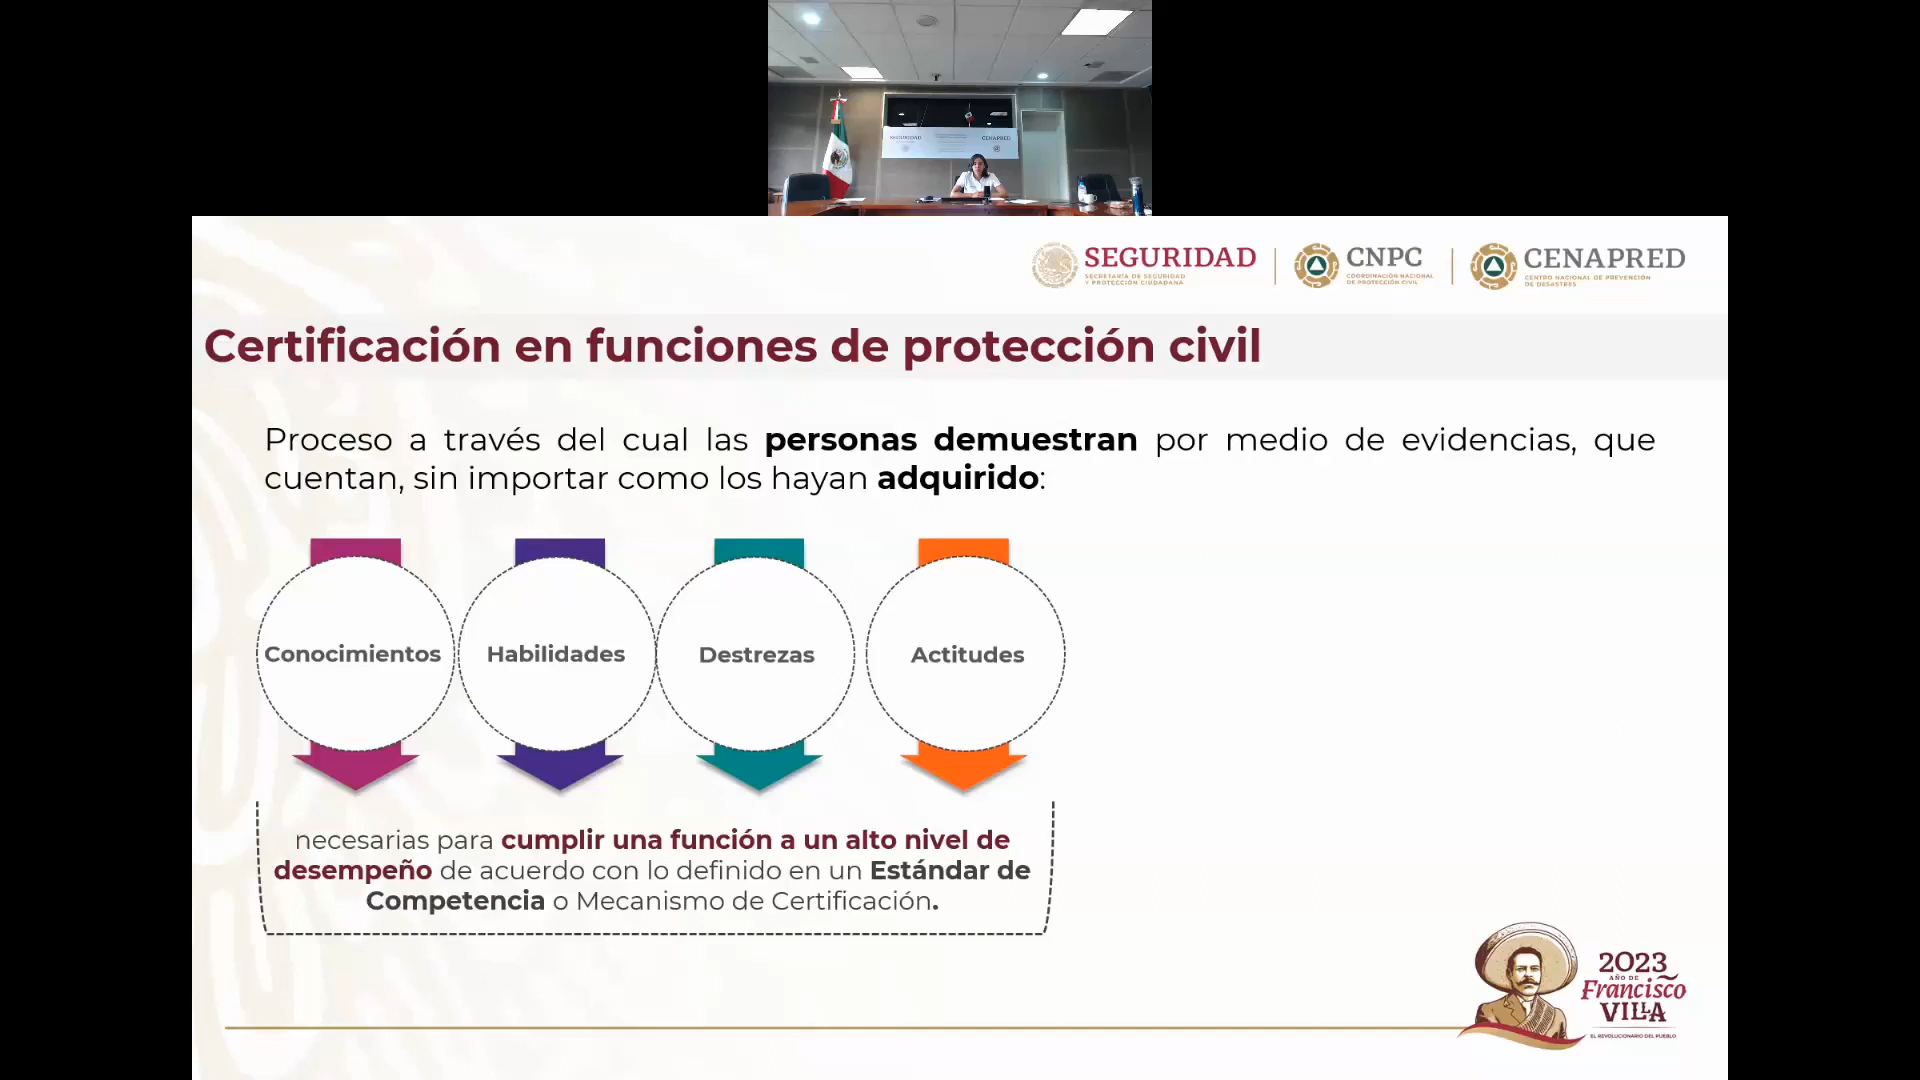 SEGURIDAD
CENAPRED
SEGURIDAD
SECRETARÍA DE SEGURIDAD
Y PROTECCIÓN CIUDADANA
CNPC
COORDINACIÓN NACIONAL
DE PROTECCIÓN CIVIL
CENAPRED
CENTRO NACIONAL DE PREVENCIÓN
DE DESASTRES
Certificación en funciones de protección civil
Proceso a través del cual las personas demuestran por medio de evidencias, que
cuentan, sin importar como los hayan adquirido:
Conocimientos
Habilidades
Destrezas
Actitudes
necesarias para cumplir una función a un alto nivel de
desempeño de acuerdo con lo definido en un Estándar de
Competencia o Mecanismo de Certificación.
2023
AÑO DE
Francisco
VILLA
EL REVOLUCIONARIO DEL PUEBLO